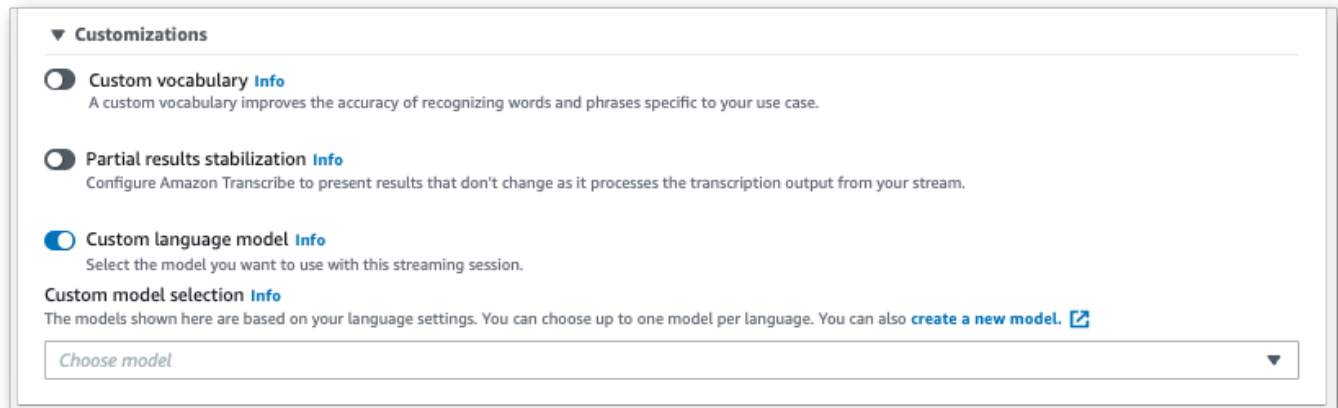 Customizations
Custom vocabulary Info
A custom vocabulary improves the accuracy of recognizing words and phrases specific to your use case.
Partial results stabilization Info
Configure Amazon Transcribe to present results that don't change as it processes the transcription output from your stream.
Custom language model Info
Select the model you want to use with this streaming session.
Custom model selection Info
The models shown here are based on your language settings. You can choose up to one model per language. You can also create a new model.
Choose model